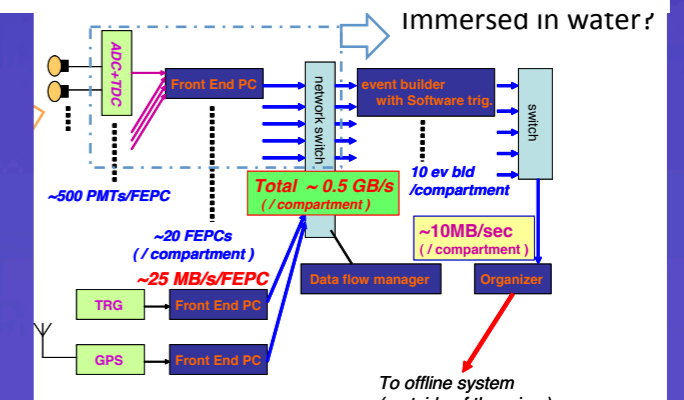 Immersed in water?
ADC+TDC
Front End PC
network switch
event builder
with Software trig.
switch
~500 PMTs/FEPC
Total ~ 0.5 GB/s
( / compartment )
10 ev bld
/compartment
~20 FEPCs
( / compartment )
~10MB/sec
( / compartment )
~25 MB/s/FEPC
Data flow manager
Organizer
TRG
Front End PC
GPS
Front End PC
To offline system